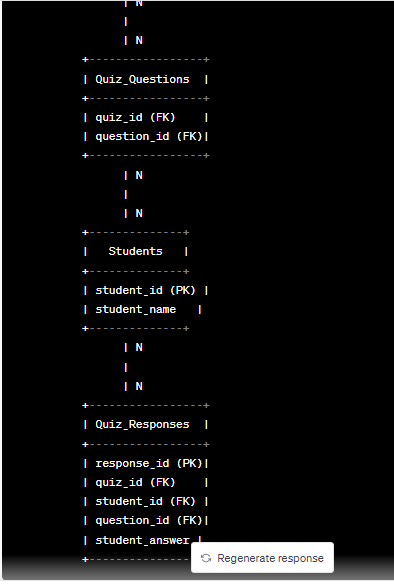 | N
|
| N
+-----------------+
| Quiz_Questions  |
+-----------------+
| quiz_id (FK)    |
| question_id (FK)|
+-----------------+
| N
|
| N
+--------------+
|   Students   |
+--------------+
| student_id (PK) |
| student_name   |
+--------------+
| N
|
| N
+-----------------+
| Quiz_Responses  |
+-----------------+
| response_id (PK)|
| quiz_id (FK)    |
| student_id (FK) |
| question_id (FK)|
| student_answer |
+----------------
Regenerate response